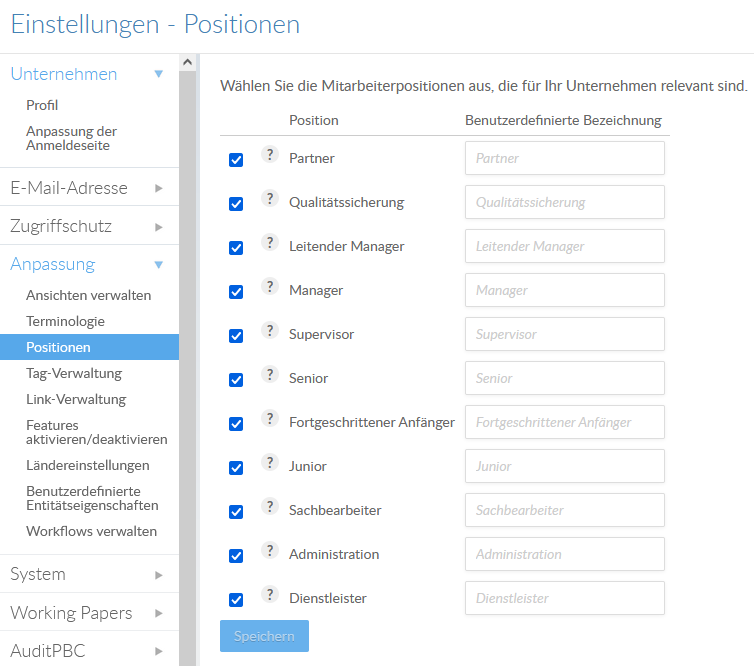 Einstellungen - Positionen
Unternehmen
Profil
Anpassung der
Anmeldeseite
E-Mail-Adresse
Zugriffschutz
Anpassung
Ansichten verwalten
Terminologie
Positionen
Tag-Verwaltung
Link-Verwaltung
Features
aktivieren/deaktivieren
Ländereinstellungen
Benutzerdefinierte
Entitätseigenschaften
Workflows verwalten
System
Working Papers
AuditPBC
Wählen Sie die Mitarbeiterpositionen aus, die für Ihr Unternehmen relevant sind.
Position Benutzerdefinierte Bezeichnung
? Partner Partner
? Qualitätssicherung Qualitätssicherung
? Leitender Manager Leitender Manager
? Manager Manager
? Supervisor Supervisor
? Senior Senior
? Fortgeschrittener Anfänger Fortgeschrittener Anfänger
? Junior Junior
? Sachbearbeiter Sachbearbeiter
? Administration Administration
? Dienstleister Dienstleister
Speichern